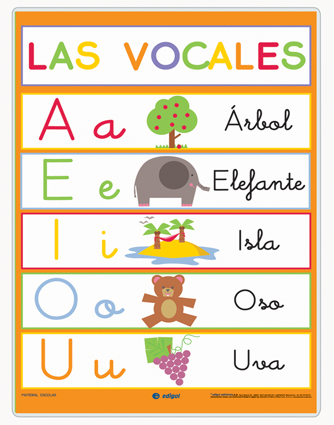 LAS VOCALES
A a Árbol
E e Elefante
I i Isla
O o Oso
U u Uva
MATERIAL ESCOLAR edigol